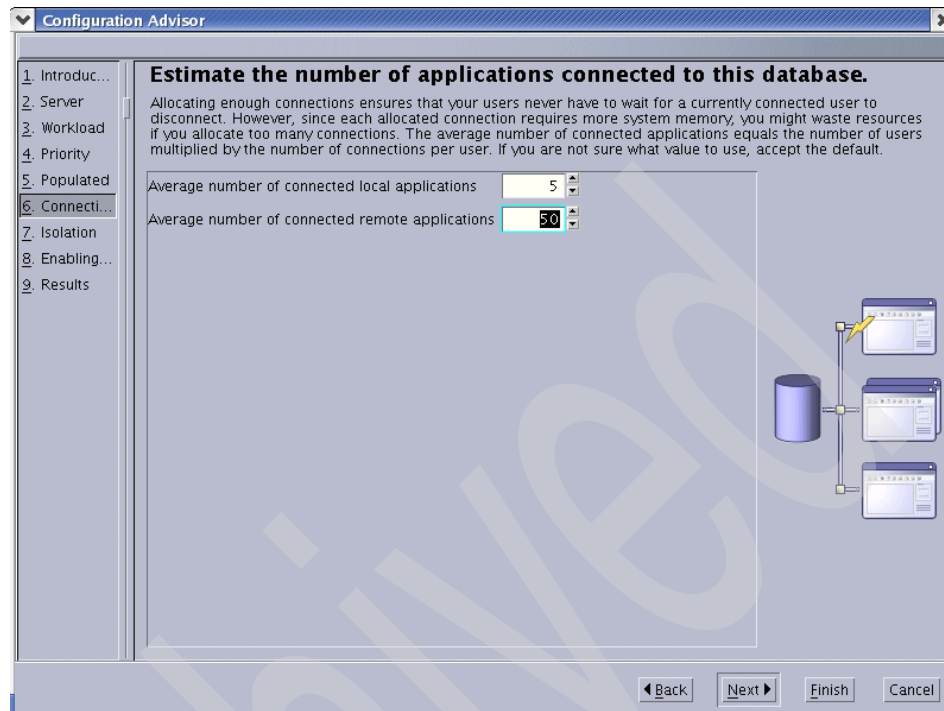 Configuration Advisor
1. Introduc...
2. Server
3. Workload
4. Priority
5. Populated
6. Connecti...
7. Isolation
8. Enabling...
9. Results
Estimate the number of applications connected to this database.
Allocating enough connections ensures that your users never have to wait for a currently connected user to
disconnect. However, since each allocated connection requires more system memory, you might waste resources
if you allocate too many connections. The average number of connected applications equals the number of users
multiplied by the number of connections per user. If you are not sure what value to use, accept the default.
Average number of connected local applications 5
Average number of connected remote applications 50
Back Next Finish Cancel